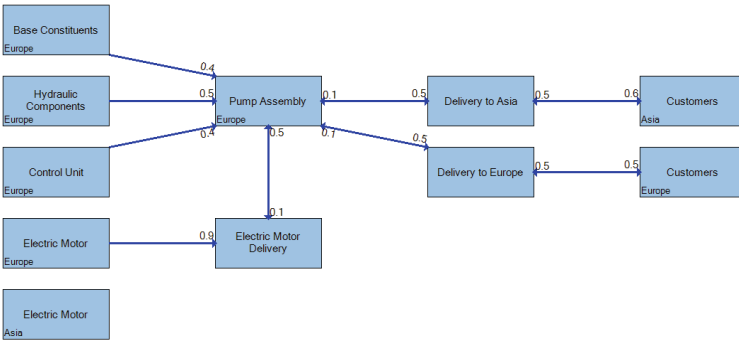 Base Constituents
Europe
0.4
Hydraulic
Components
Europe
0.5
Pump Assembly
Europe
0.1
0.5
Delivery to Asia
0.5
0.6
Customers
Asia
Control Unit
Europe
0.4
0.5
0.1
0.5
Delivery to Europe
0.5
0.5
Customers
Europe
Electric Motor
Europe
0.9
0.1
Electric Motor
Delivery
Electric Motor
Asia